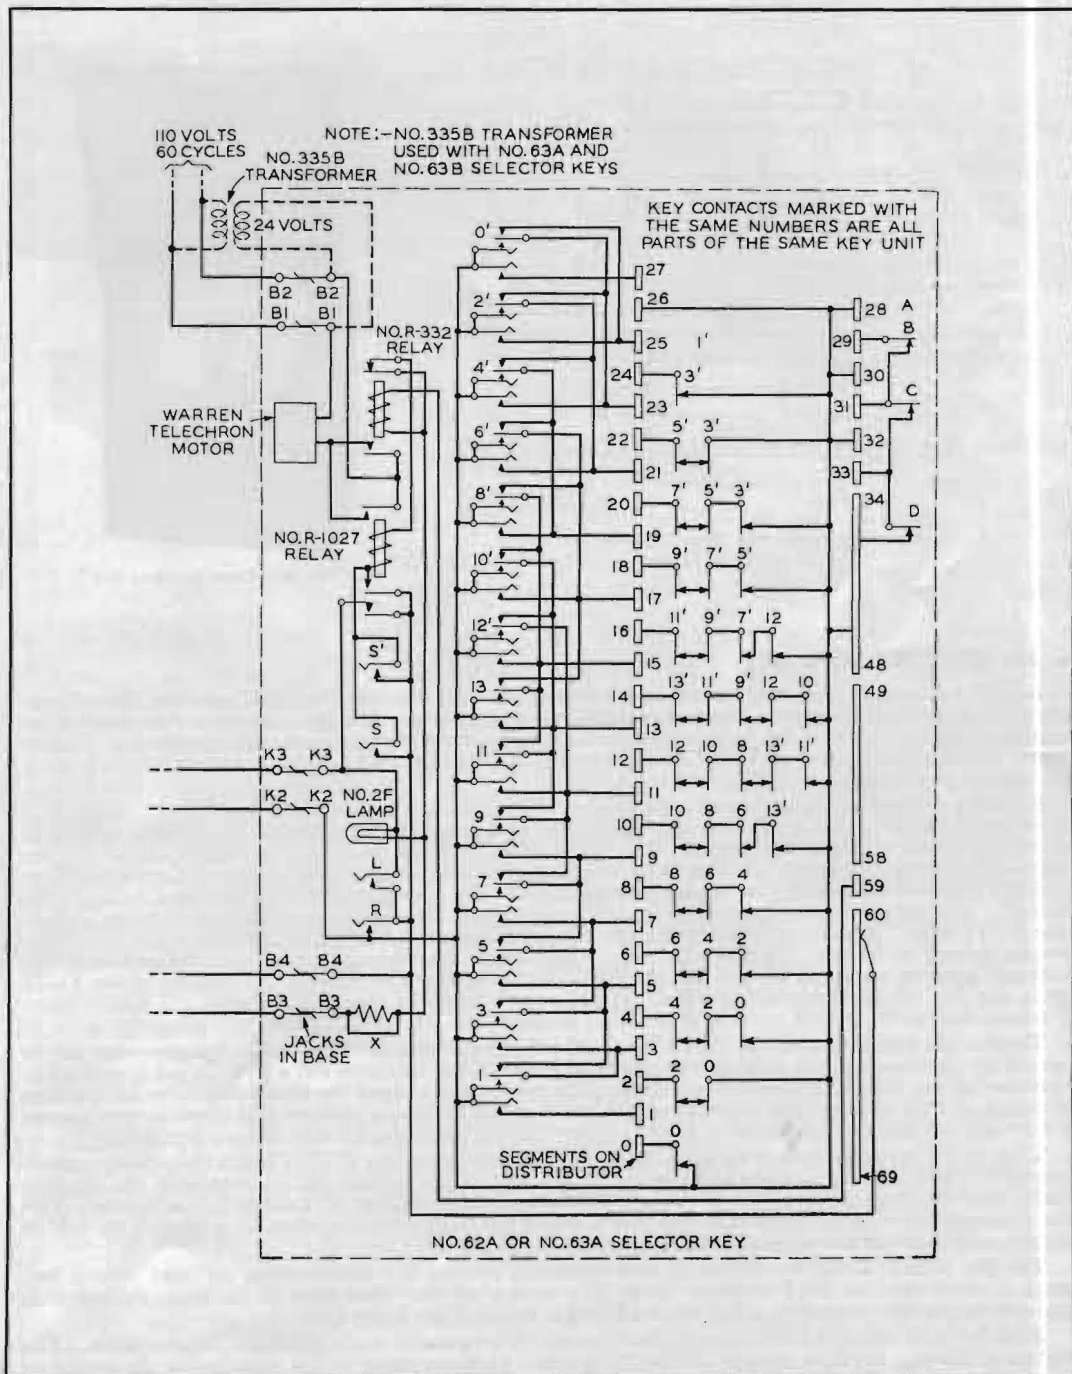 110 VOLTS
60 CYCLES
NO.335B
TRANSFORMER
NOTE:-NO.335B TRANSFORMER
USED WITH NO.63A AND
NO.63B SELECTOR KEYS
24 VOLTS
KEY CONTACTS MARKED WITH
THE SAME NUMBERS ARE ALL
PARTS OF THE SAME KEY UNIT
B2 B2
B1 B1
NO.R-332
RELAY
WARREN
TELECHRON
MOTOR
NO.R-1027
RELAY
S'
S
K3 K3
K2 K2
NO.2F
LAMP
L
R
B4 B4
B3 B3
JACKS
IN BASE
X
0'
2'
4'
6'
8'
10'
12'
13
11
9
7
5
3
1
27
26
25 1'
24 3'
23
22 5' 3'
21
20 7' 5' 3'
19
18 9' 7' 5'
17
16 11' 9' 7' 12
15
14 13' 11' 9' 12 10
13
12 12 10 8 13' 11'
11
10 10 8 6 13'
9
8 8 6 4
7
6 6 4 2
5
4 4 2 0
3
2 2 0
1
0 0
SEGMENTS ON
DISTRIBUTOR
28 A
29 B
30
31 C
32
33
34 D
48
49
58
59
60
69
NO.62A OR NO.63A SELECTOR KEY